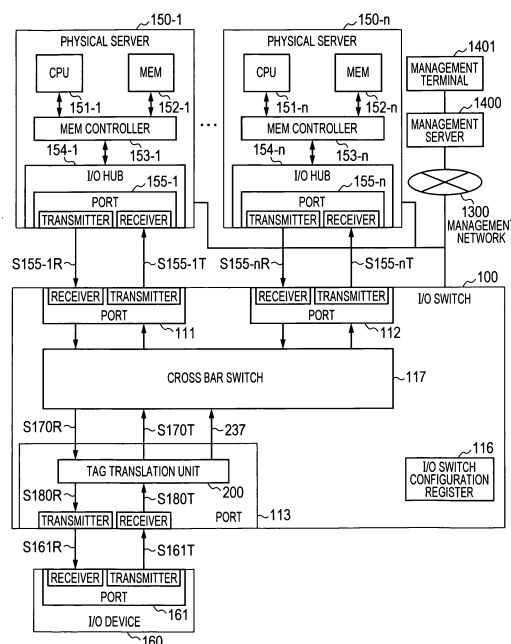 150-1
PHYSICAL SERVER
CPU
MEM
151-1
152-1
MEM CONTROLLER
154-1
153-1
I/O HUB
155-1
PORT
TRANSMITTER
RECEIVER
...
150-n
PHYSICAL SERVER
CPU
MEM
151-n
152-n
MEM CONTROLLER
154-n
153-n
I/O HUB
155-n
PORT
TRANSMITTER
RECEIVER
1401
MANAGEMENT
TERMINAL
1400
MANAGEMENT
SERVER
1300
MANAGEMENT
NETWORK
S155-1R
S155-1T
S155-nR
S155-nT
100
I/O SWITCH
RECEIVER
TRANSMITTER
PORT
111
RECEIVER
TRANSMITTER
PORT
112
CROSS BAR SWITCH
117
S170R
S170T
237
116
I/O SWITCH
CONFIGURATION
REGISTER
TAG TRANSLATION UNIT
200
S180R
S180T
TRANSMITTER
RECEIVER
PORT
113
S161R
S161T
RECEIVER
TRANSMITTER
PORT
161
I/O DEVICE
160